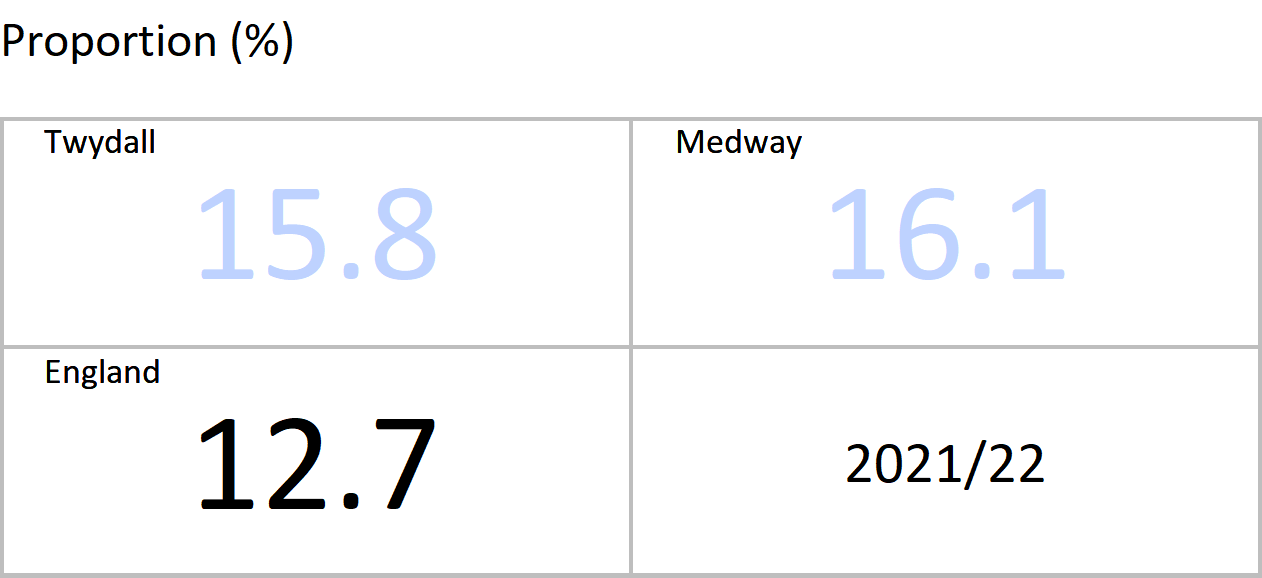 Proportion (%)
Twydall
15.8
Medway
16.1
England
12.7
2021/22